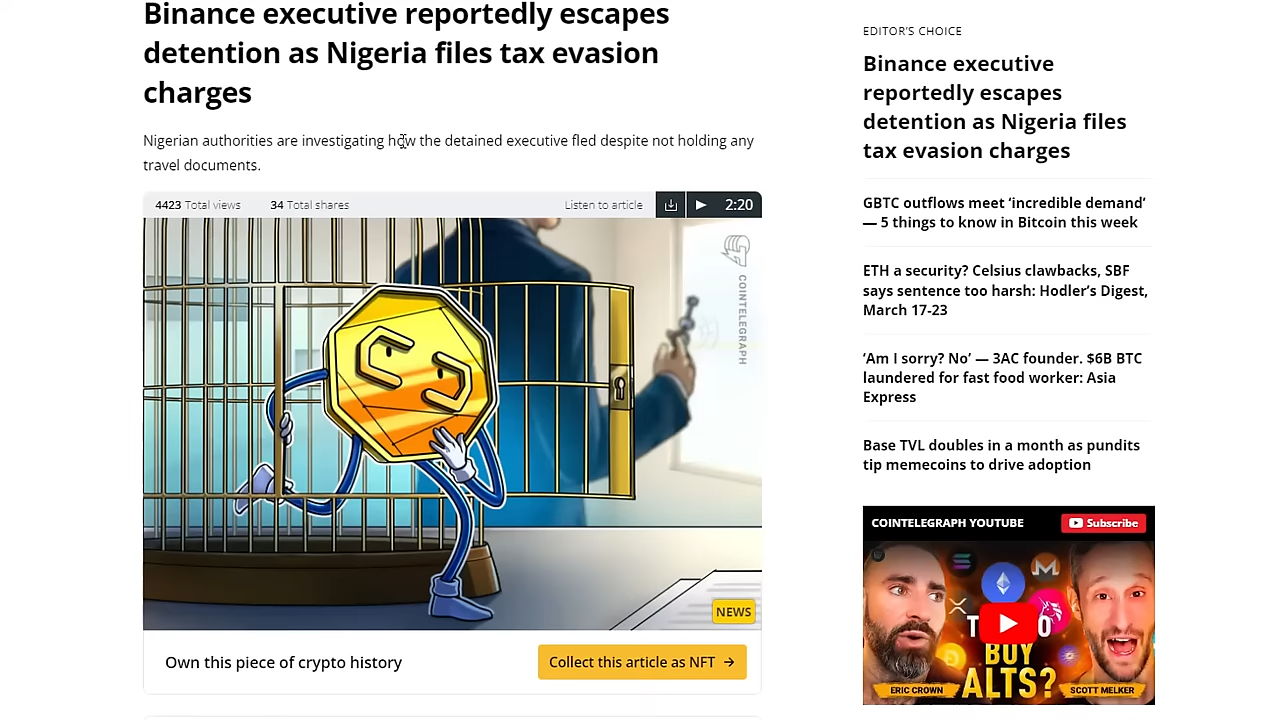 Binance executive reportedly escapes
detention as Nigeria files tax evasion
charges
Nigerian authorities are investigating how the detained executive fled despite not holding any
travel documents.
4423 Total views
34 Total shares
Listen to article
2:20
COINTELEGRAPH
NEWS
Own this piece of crypto history
Collect this article as NFT →
EDITOR'S CHOICE
Binance executive
reportedly escapes
detention as Nigeria files
tax evasion charges
GBTC outflows meet ‘incredible demand’
— 5 things to know in Bitcoin this week
ETH a security? Celsius clawbacks, SBF
says sentence too harsh: Hodler’s Digest,
March 17-23
‘Am I sorry? No’ — 3AC founder. $6B BTC
laundered for fast food worker: Asia
Express
Base TVL doubles in a month as pundits
tip memecoins to drive adoption
COINTELEGRAPH YOUTUBE
Subscribe
BUY
ALTS?
ERIC CROWN
SCOTT MELKER